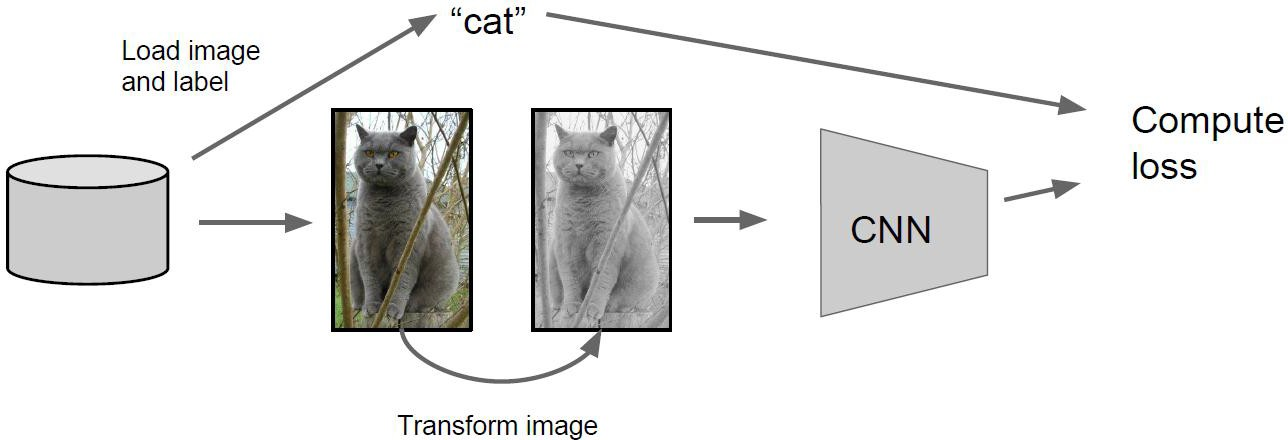 “cat”
Load image
and label
Compute
loss
CNN
Transform image